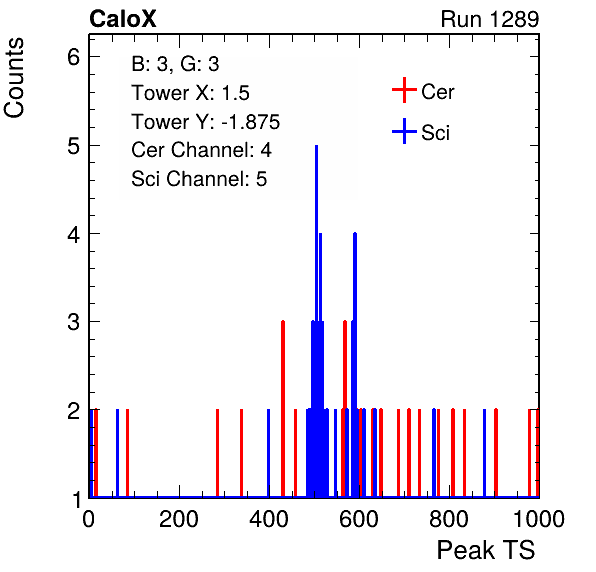 CaloX Run 1289
Counts
B: 3, G: 3
Tower X: 1.5
Tower Y: -1.875
Cer Channel: 4
Sci Channel: 5
Cer
Sci
6
5
4
3
2
1
0 200 400 600 800 1000
Peak TS